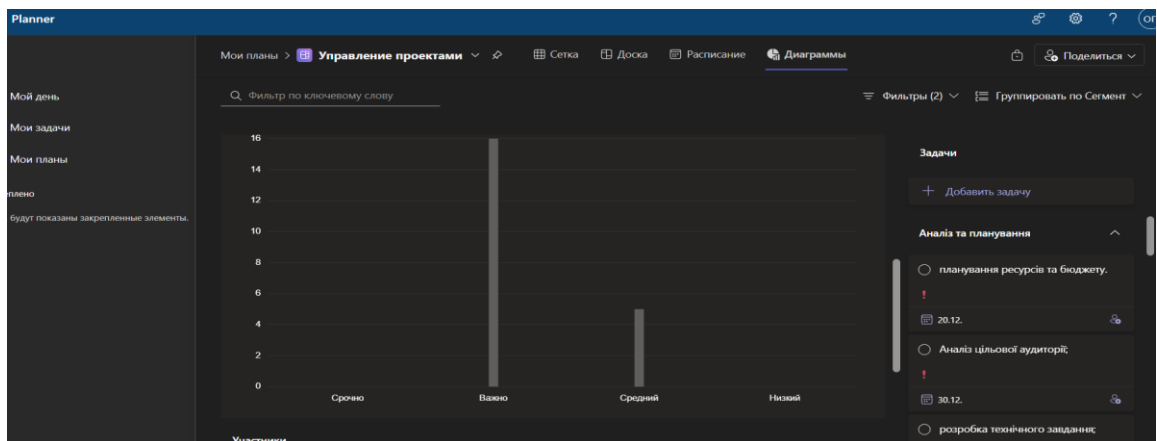 Planner
Мой день
Мои задачи
Мои планы
плено
будут показаны закрепленные элементы.
Мои планы > Управление проектами
Сетка
Доска
Расписание
Диаграммы
Поделиться
Фильтр по ключевому слову
Фильтры (2)
Группировать по Сегмент
16
14
12
10
8
6
4
2
0
Срочно
Важно
Средний
Низкий
Участники
Задачи
+ Добавить задачу
Аналіз та планування
планування ресурсів та бюджету.
!
20.12.
Аналіз цільової аудиторії;
!
30.12.
розробка технічного завдання;